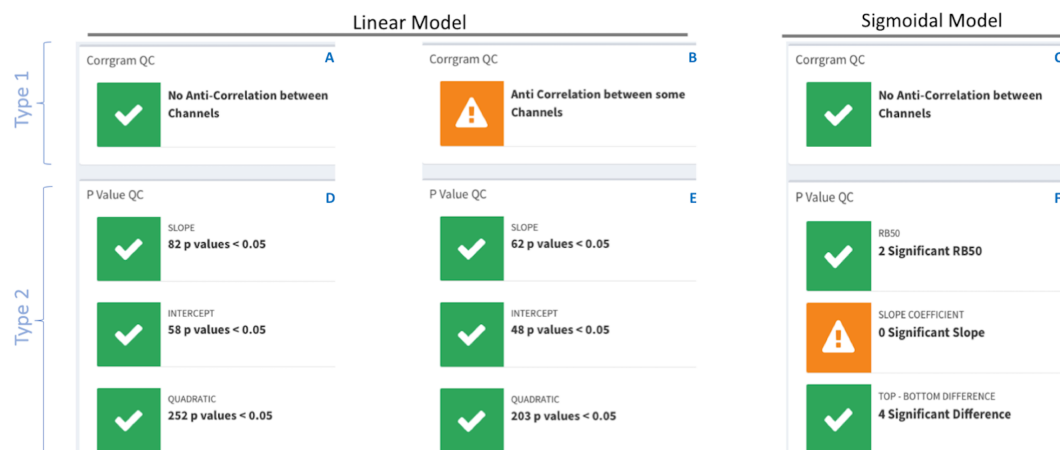 Linear Model
Sigmoidal Model
Type 1
Corrgram QC
A
No Anti-Correlation between
Channels
Corrgram QC
B
Anti Correlation between some
Channels
Corrgram QC
No Anti-Correlation between
Channels
Type 2
P Value QC
D
SLOPE
82 p values < 0.05
INTERCEPT
58 p values < 0.05
QUADRATIC
252 p values < 0.05
P Value QC
E
SLOPE
62 p values < 0.05
INTERCEPT
48 p values < 0.05
QUADRATIC
203 p values < 0.05
P Value QC
F
RB50
2 Significant RB50
SLOPE COEFFICIENT
0 Significant Slope
TOP - BOTTOM DIFFERENCE
4 Significant Difference